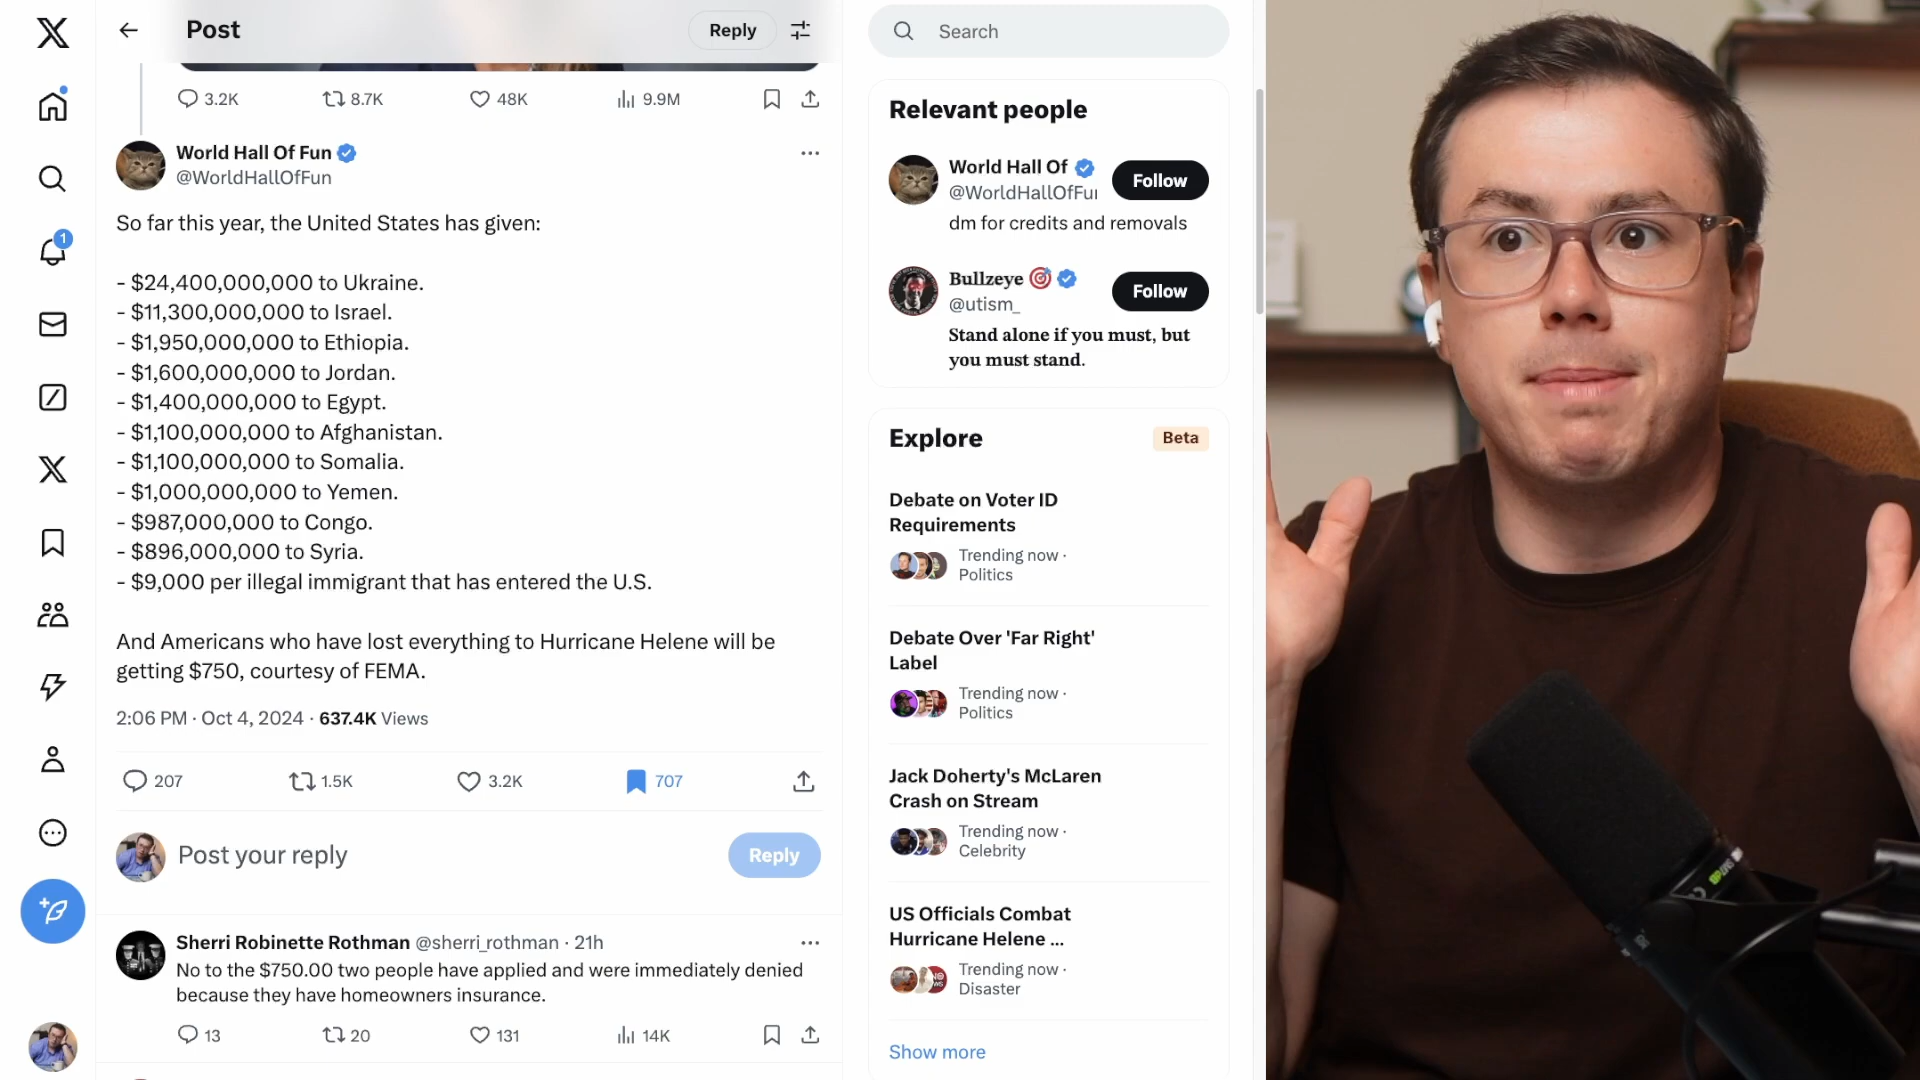 Post
Reply
3.2K 8.7K 48K 9.9M
World Hall Of Fun
@WorldHallOfFun
So far this year, the United States has given:
- $24,400,000,000 to Ukraine.
- $11,300,000,000 to Israel.
- $1,950,000,000 to Ethiopia.
- $1,600,000,000 to Jordan.
- $1,400,000,000 to Egypt.
- $1,100,000,000 to Afghanistan.
- $1,100,000,000 to Somalia.
- $1,000,000,000 to Yemen.
- $987,000,000 to Congo.
- $896,000,000 to Syria.
- $9,000 per illegal immigrant that has entered the U.S.
And Americans who have lost everything to Hurricane Helene will be
getting $750, courtesy of FEMA.
2:06 PM · Oct 4, 2024 · 637.4K Views
207 1.5K 3.2K 707
Post your reply
Reply
Sherri Robinette Rothman @sherri_rothman · 21h
No to the $750.00 two people have applied and were immediately denied
because they have homeowners insurance.
13 20 131 14K
1
Search
Relevant people
World Hall Of
@WorldHallOfFu
Follow
dm for credits and removals
Bullzeye
@utism_
Follow
Stand alone if you must, but
you must stand.
Explore
Beta
Debate on Voter ID
Requirements
Trending now ·
Politics
Debate Over 'Far Right'
Label
Trending now ·
Politics
Jack Doherty's McLaren
Crash on Stream
Trending now ·
Celebrity
US Officials Combat
Hurricane Helene ...
Trending now ·
Disaster
Show more